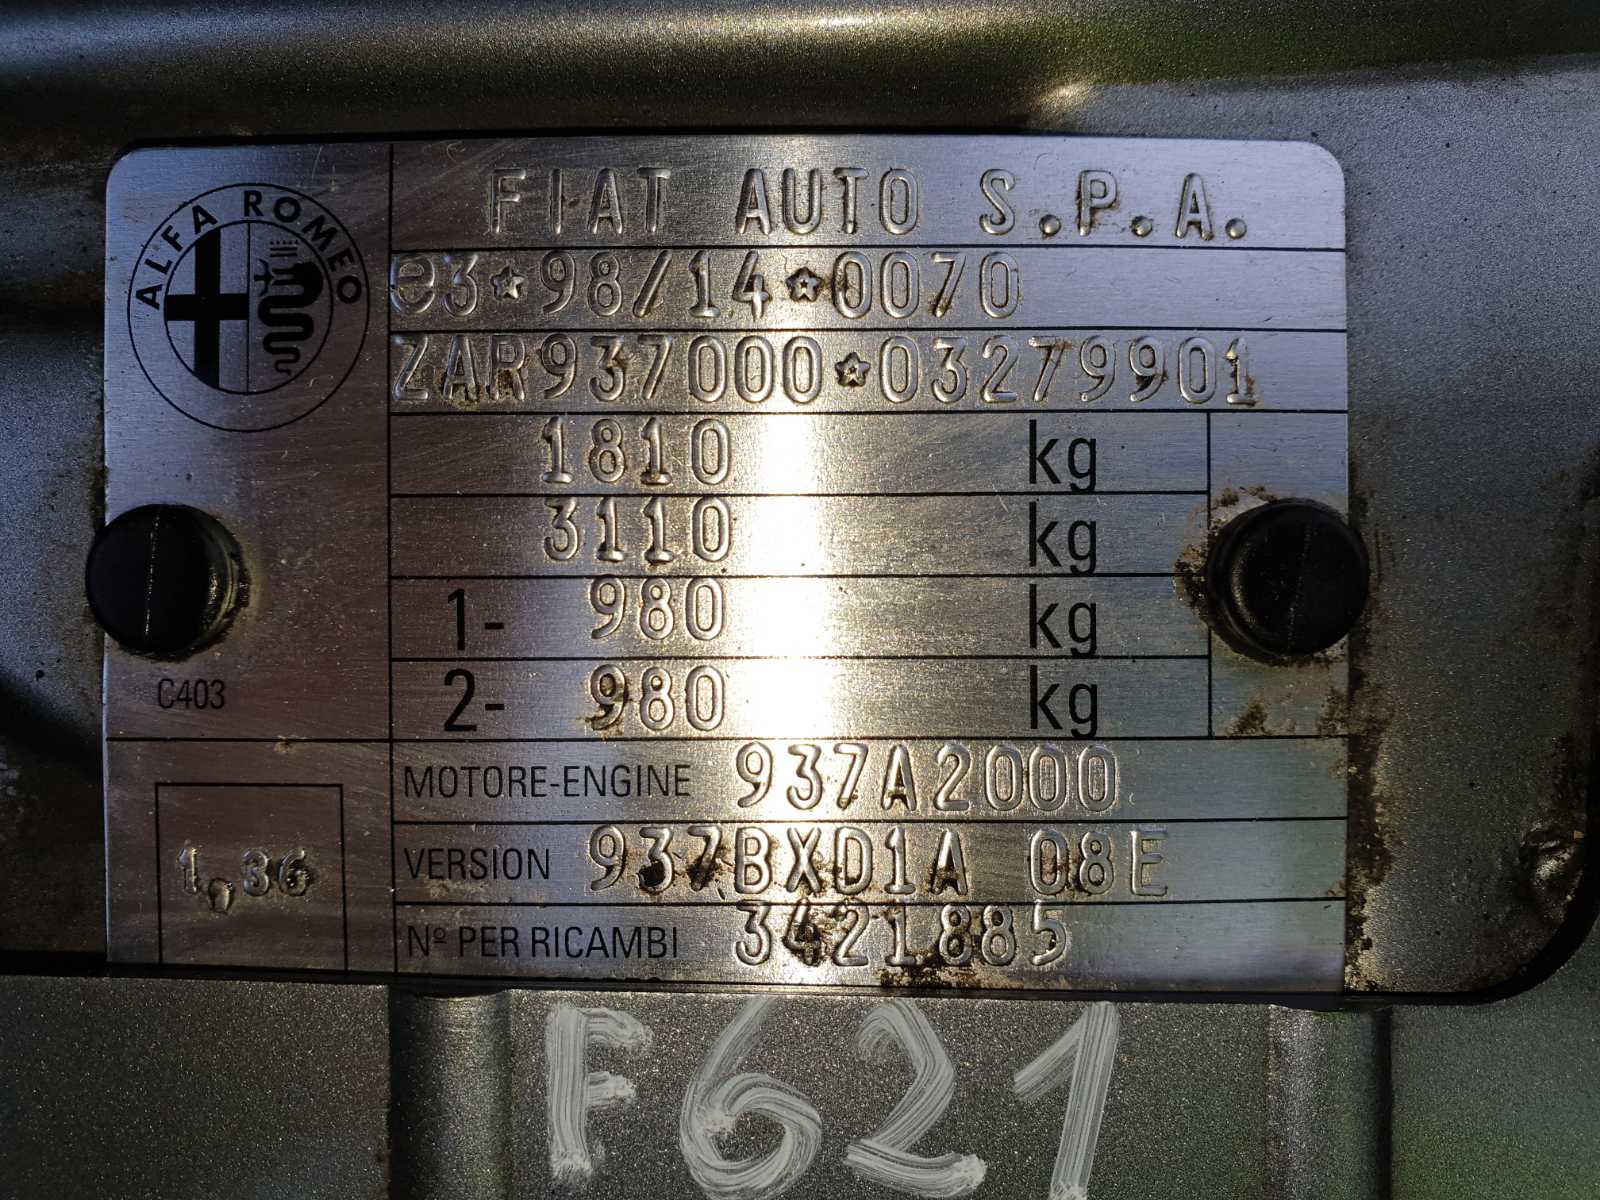 ALFA ROMEO
FIAT AUTO S.P.A.
e3*98/14*0070
ZAR937000*03279901
1810 kg
3110 kg
1- 980 kg
2- 980 kg
C403
MOTORE-ENGINE 937A2000
VERSION 937BXD1A 08E
1,36
Nº PER RICAMBI 3421885
F621